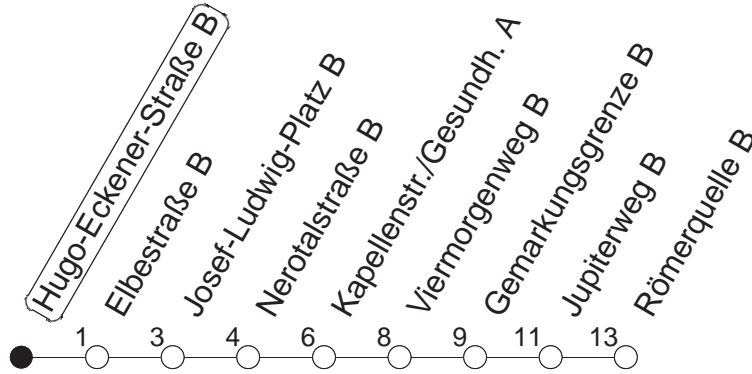 Hugo-Eckener-Straße B
Elbestraße B
Josef-Ludwig-Platz B
Nerotalstraße B
Kapellenstr./Gesundh. A
Viermorgenweg B
Gemarkungsgrenze B
Jupiterweg B
Römerquelle B
1 3 4 6 8 9 11 13